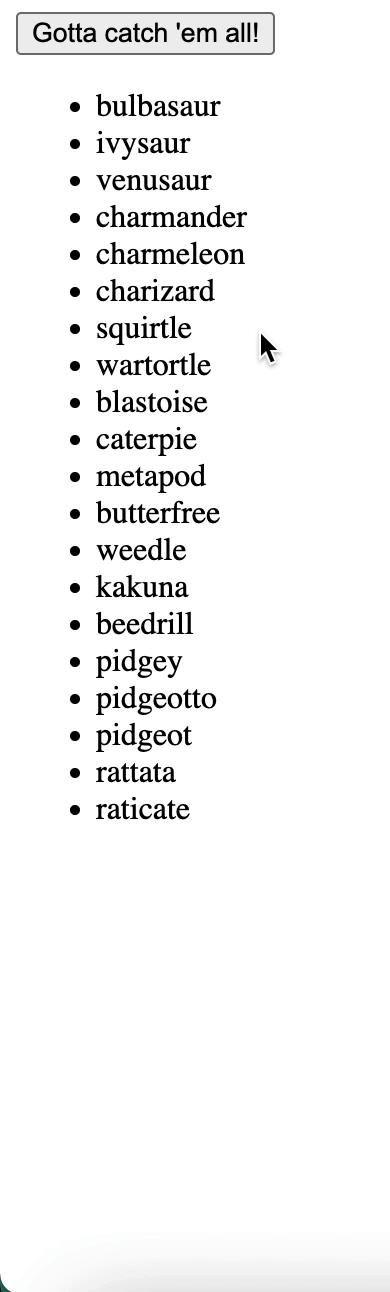 Gotta catch 'em all!
bulbasaur
ivysaur
venusaur
charmander
charmeleon
charizard
squirtle
wartortle
blastoise
caterpie
metapod
butterfree
weedle
kakuna
beedrill
pidgey
pidgeotto
pidgeot
rattata
raticate